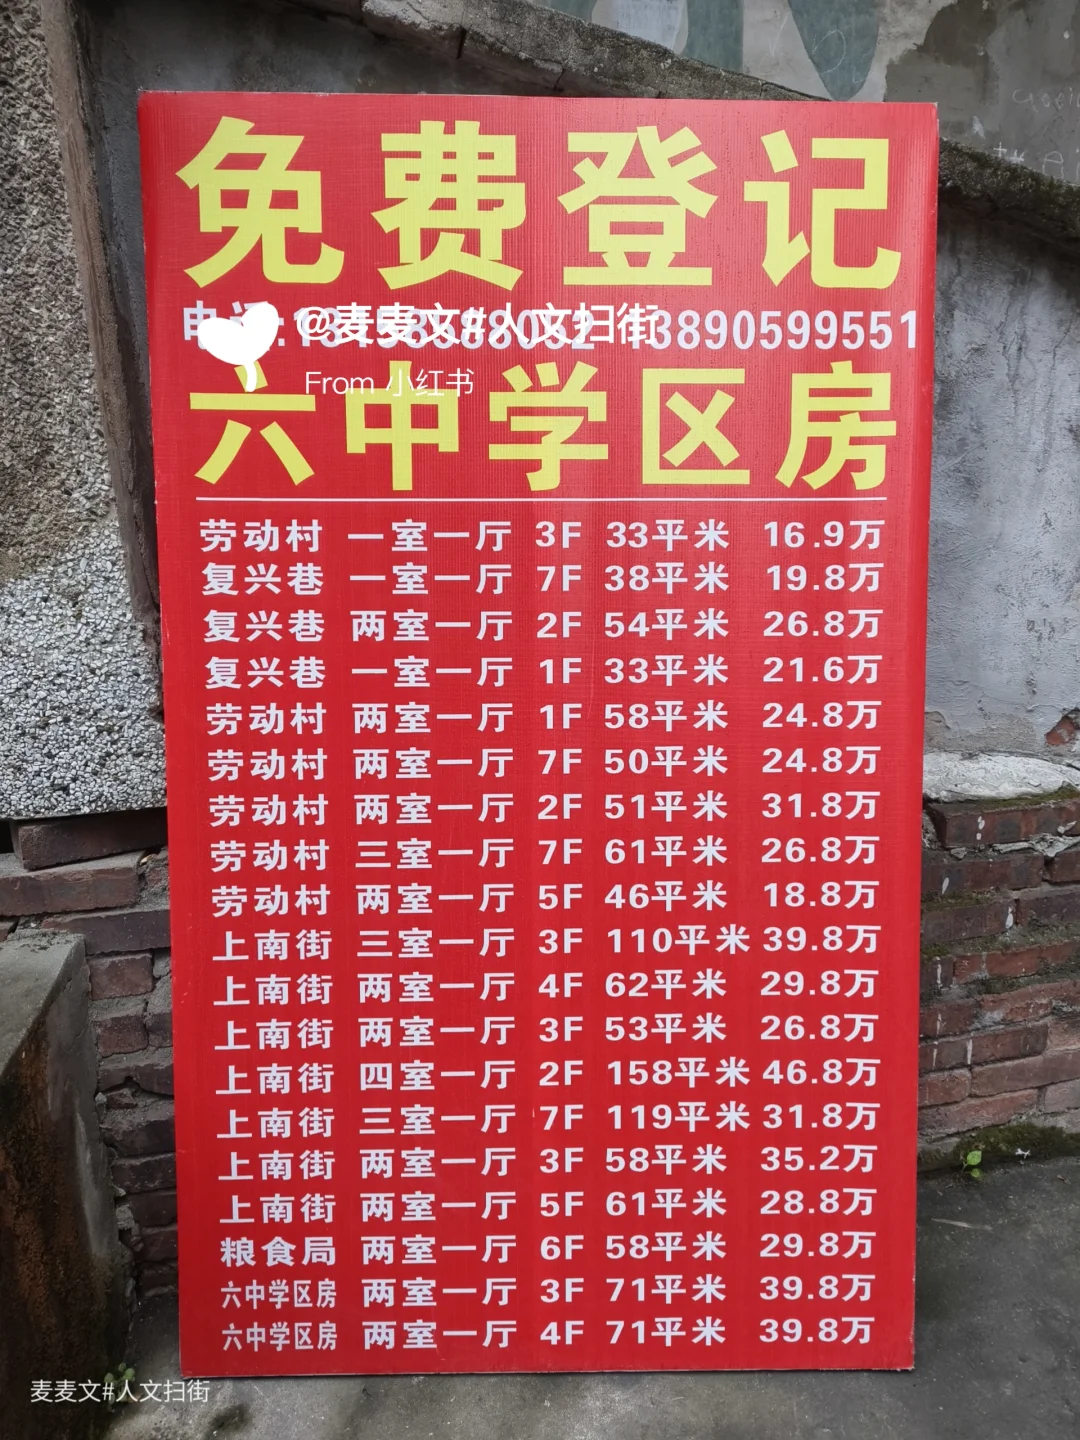 免费登记
@麦麦文#人文扫街
From 小红书
13890599551
六中学区房
劳动村 一室一厅 3F 33平米 16.9万
复兴巷 一室一厅 7F 38平米 19.8万
复兴巷 两室一厅 2F 54平米 26.8万
复兴巷 一室一厅 1F 33平米 21.6万
劳动村 两室一厅 1F 58平米 24.8万
劳动村 两室一厅 7F 50平米 24.8万
劳动村 两室一厅 2F 51平米 31.8万
劳动村 三室一厅 7F 61平米 26.8万
劳动村 两室一厅 5F 46平米 18.8万
上南街 三室一厅 3F 110平米 39.8万
上南街 两室一厅 4F 62平米 29.8万
上南街 两室一厅 3F 53平米 26.8万
上南街 四室一厅 2F 158平米 46.8万
上南街 三室一厅 7F 119平米 31.8万
上南街 两室一厅 3F 58平米 35.2万
上南街 两室一厅 5F 61平米 28.8万
粮食局 两室一厅 6F 58平米 29.8万
六中学区房 两室一厅 3F 71平米 39.8万
六中学区房 两室一厅 4F 71平米 39.8万
麦麦文#人文扫街